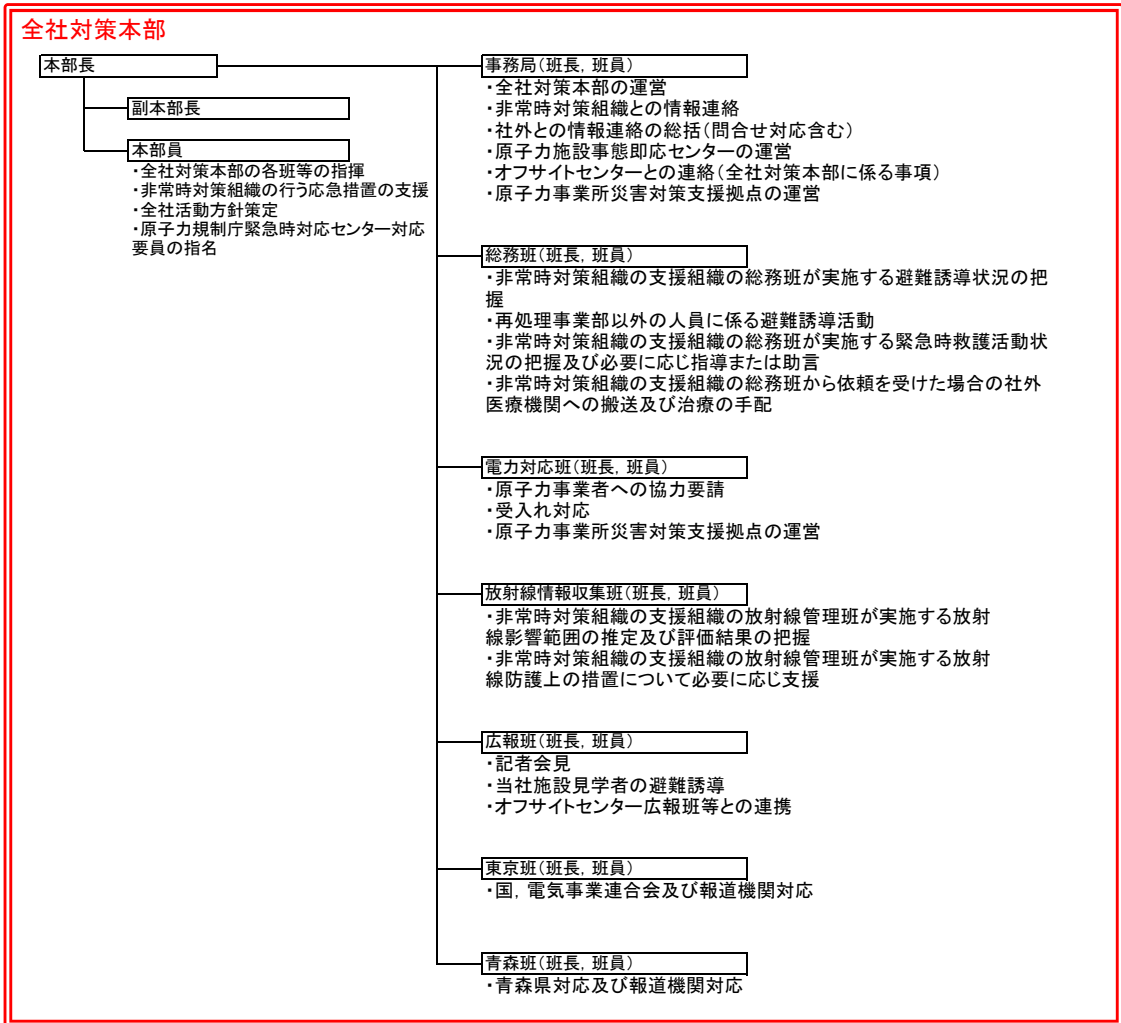 全社対策本部
本部長
副本部長
本部員
・全社対策本部の各班等の指揮
・非常時対策組織の行う応急措置の支援
・全社活動方針策定
・原子力規制庁緊急時対応センター対応
要員の指名
事務局(班長, 班員)
・全社対策本部の運営
・非常時対策組織との情報連絡
・社外との情報連絡の総括(問合せ対応含む)
・原子力施設事態即応センターの運営
・オフサイトセンターとの連絡(全社対策本部に係る事項)
・原子力事業所災害対策支援拠点の運営
総務班(班長, 班員)
・非常時対策組織の支援組織の総務班が実施する避難誘導状況の把
握
・再処理事業部以外の人員に係る避難誘導活動
・非常時対策組織の支援組織の総務班が実施する緊急時救護活動状
況の把握及び必要に応じ指導または助言
・非常時対策組織の支援組織の総務班から依頼を受けた場合の社外
医療機関への搬送及び治療の手配
電力対応班(班長, 班員)
・原子力事業者への協力要請
・受入れ対応
・原子力事業所災害対策支援拠点の運営
放射線情報収集班(班長, 班員)
・非常時対策組織の支援組織の放射線管理班が実施する放射
線影響範囲の推定及び評価結果の把握
・非常時対策組織の支援組織の放射線管理班が実施する放射
線防護上の措置について必要に応じ支援
広報班(班長, 班員)
・記者会見
・当社施設見学者の避難誘導
・オフサイトセンター広報班等との連携
東京班(班長, 班員)
・国, 電気事業連合会及び報道機関対応
青森班(班長, 班員)
・青森県対応及び報道機関対応